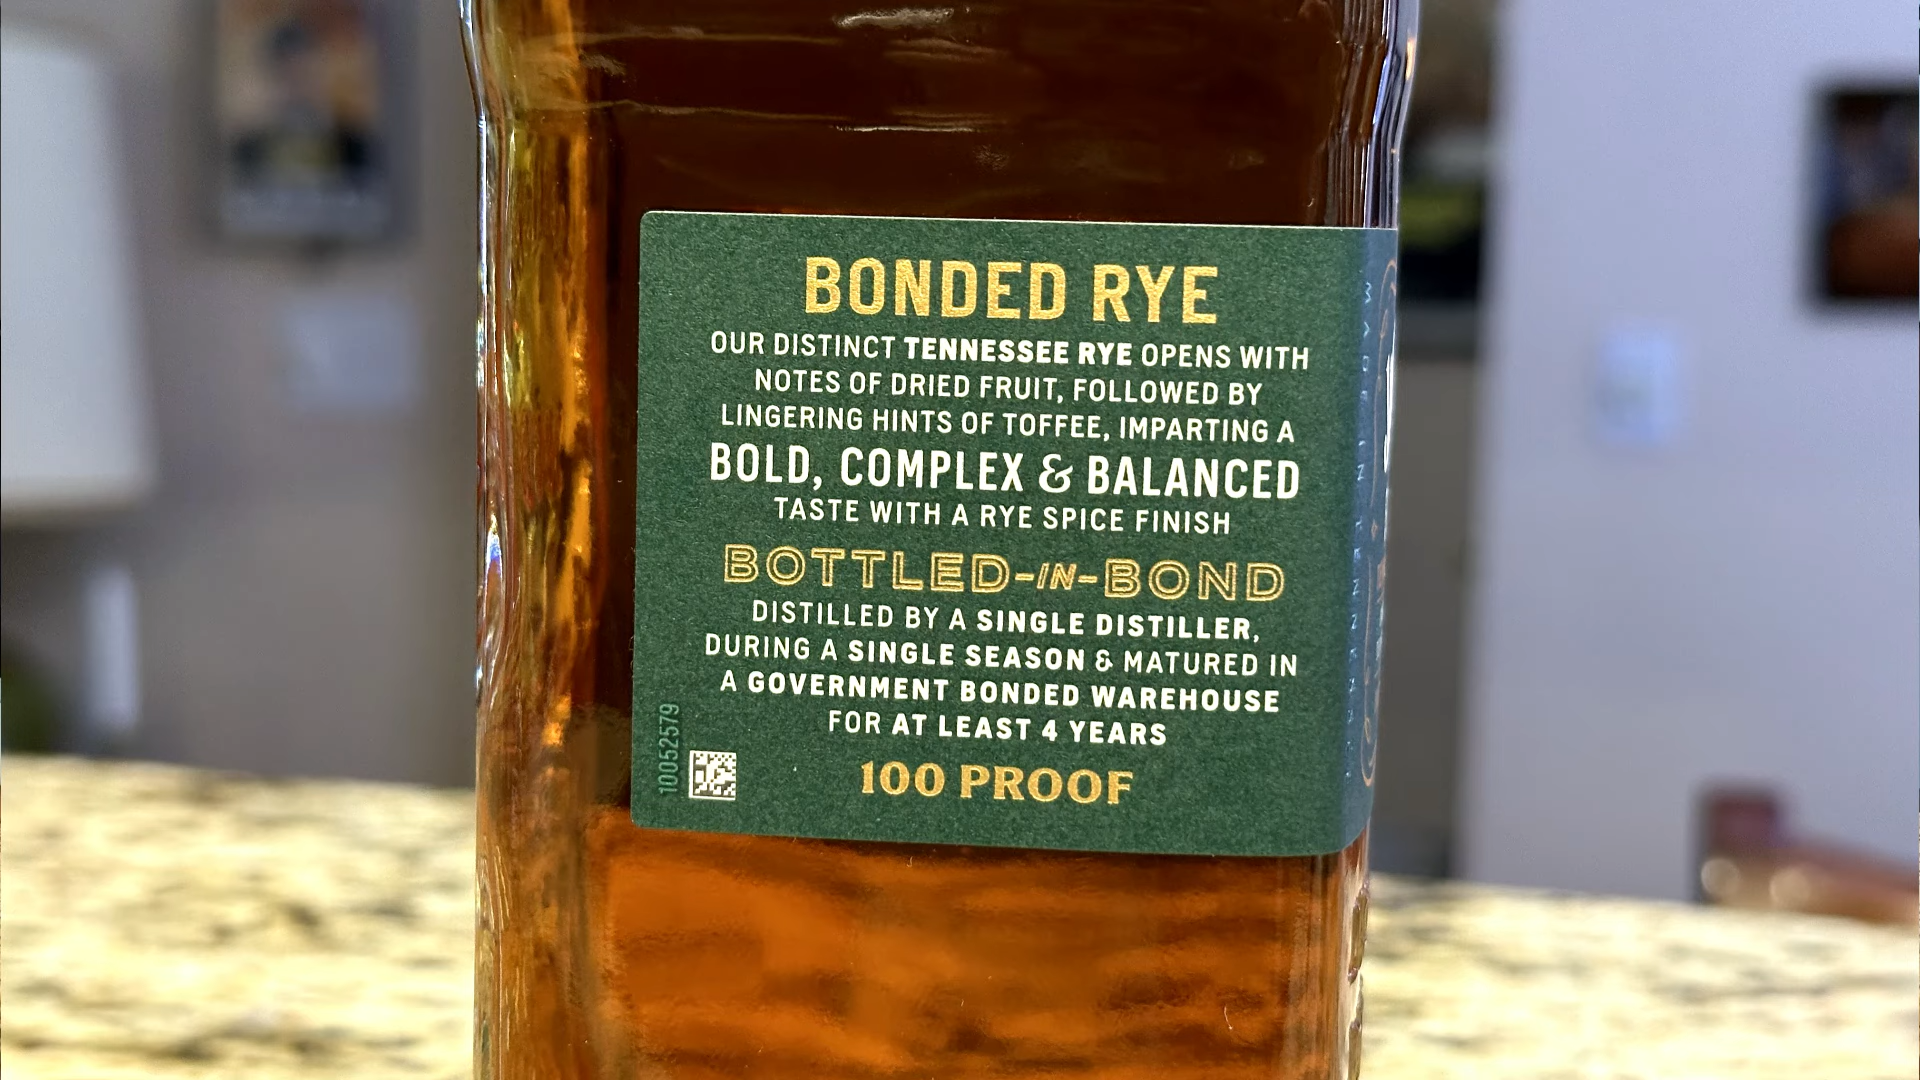 BONDED RYE
OUR DISTINCT TENNESSEE RYE OPENS WITH
NOTES OF DRIED FRUIT, FOLLOWED BY
LINGERING HINTS OF TOFFEE, IMPARTING A
BOLD, COMPLEX & BALANCED
TASTE WITH A RYE SPICE FINISH
BOTTLED-IN-BOND
DISTILLED BY A SINGLE DISTILLER,
DURING A SINGLE SEASON & MATURED IN
A GOVERNMENT BONDED WAREHOUSE
FOR AT LEAST 4 YEARS
100 PROOF
10052579